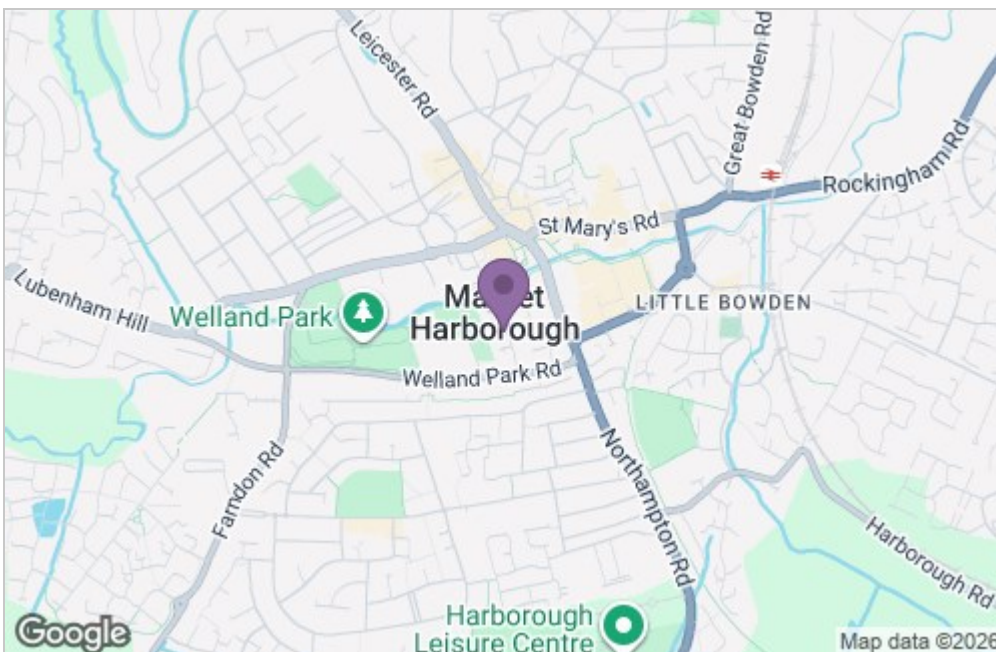 Leicester Rd
Great Bowden Rd
Rockingham Rd
St Mary's Rd
Lubenham Hill
Welland Park
Market
Harborough
LITTLE BOWDEN
Welland Park Rd
Farndon Rd
Northampton Rd
Harborough Rd
Harborough
Leisure Centre
Google
Map data ©2026